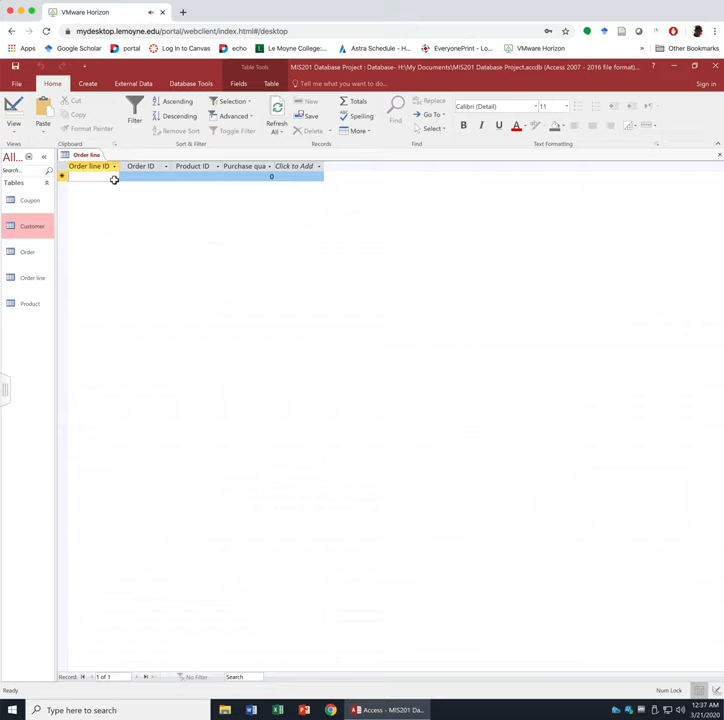 VMware Horizon
mydesktop.lemoyne.edu/portal/webclient/index.html#/desktop
Apps Google Scholar portal Log In to Canvas echo Le Moyne College:... Astra Schedule - H... EveryonePrint - Lo... VMware Horizon » Other Bookmarks
Table Tools MIS201 Database Project : Database- H:\My Documents\MIS201 Database Project.accdb (Access 2007 - 2016 file format)...
File Home Create External Data Database Tools Fields Table Tell me what you want to do... Sign in
View
Views
Paste
Cut
Copy
Format Painter
Clipboard
Filter
Ascending
Descending
Remove Sort
Selection
Advanced
Toggle Filter
Sort & Filter
Refresh
All
New
Save
Delete
Totals
Spelling
More
Records
Find
Replace
Go To
Select
Find
Calibri (Detail) 11
B I U A
Text Formatting
All...
Search...
Tables
Coupon
Customer
Order
Order line
Product
Order line
Order line ID Order ID Product ID Purchase qua Click to Add
0
Record: 1 of 1 No Filter Search
Ready Num Lock
Type here to search
Access - MIS201 Da...
12:37 AM
3/21/2020